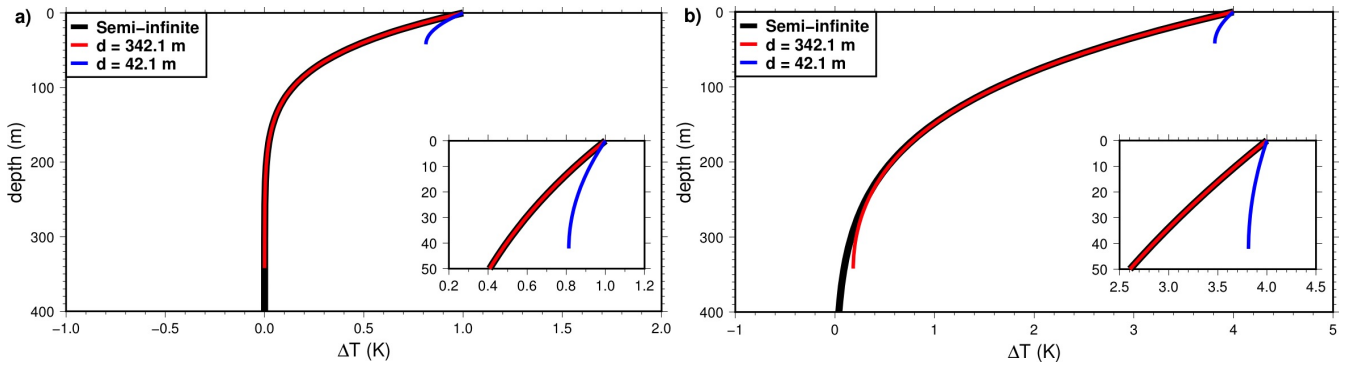 a)
Semi−infinite
d = 342.1 m
d = 42.1 m
0
100
200
300
400
depth (m)
−1.0 −0.5 0.0 0.5 1.0 1.5 2.0
ΔT (K)
0
10
20
30
40
50
0.2 0.4 0.6 0.8 1.0 1.2
b)
Semi−infinite
d = 342.1 m
d = 42.1 m
0
100
200
300
400
depth (m)
−1 0 1 2 3 4 5
ΔT (K)
0
10
20
30
40
50
2.5 3.0 3.5 4.0 4.5